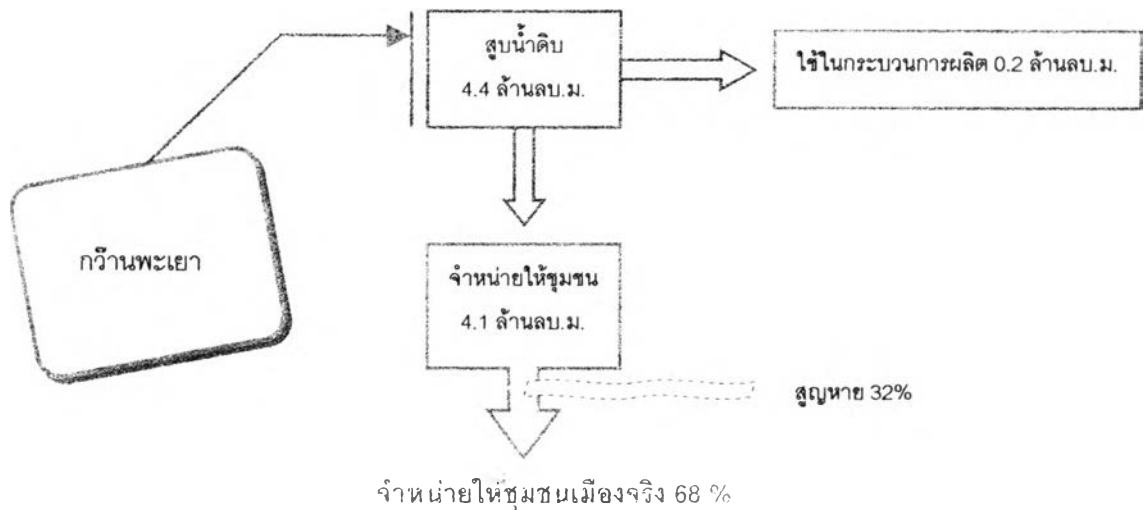 สูบน้ำดิบ
4.4 ล้านลบ.ม.
ใช้ในกระบวนการผลิต 0.2 ล้านลบ.ม.
กว๊านพะเยา
จำหน่ายให้ชุมชน
4.1 ล้านลบ.ม.
สูญหาย 32%
จำหน่ายให้ชุมชนเมืองจริง 68 %